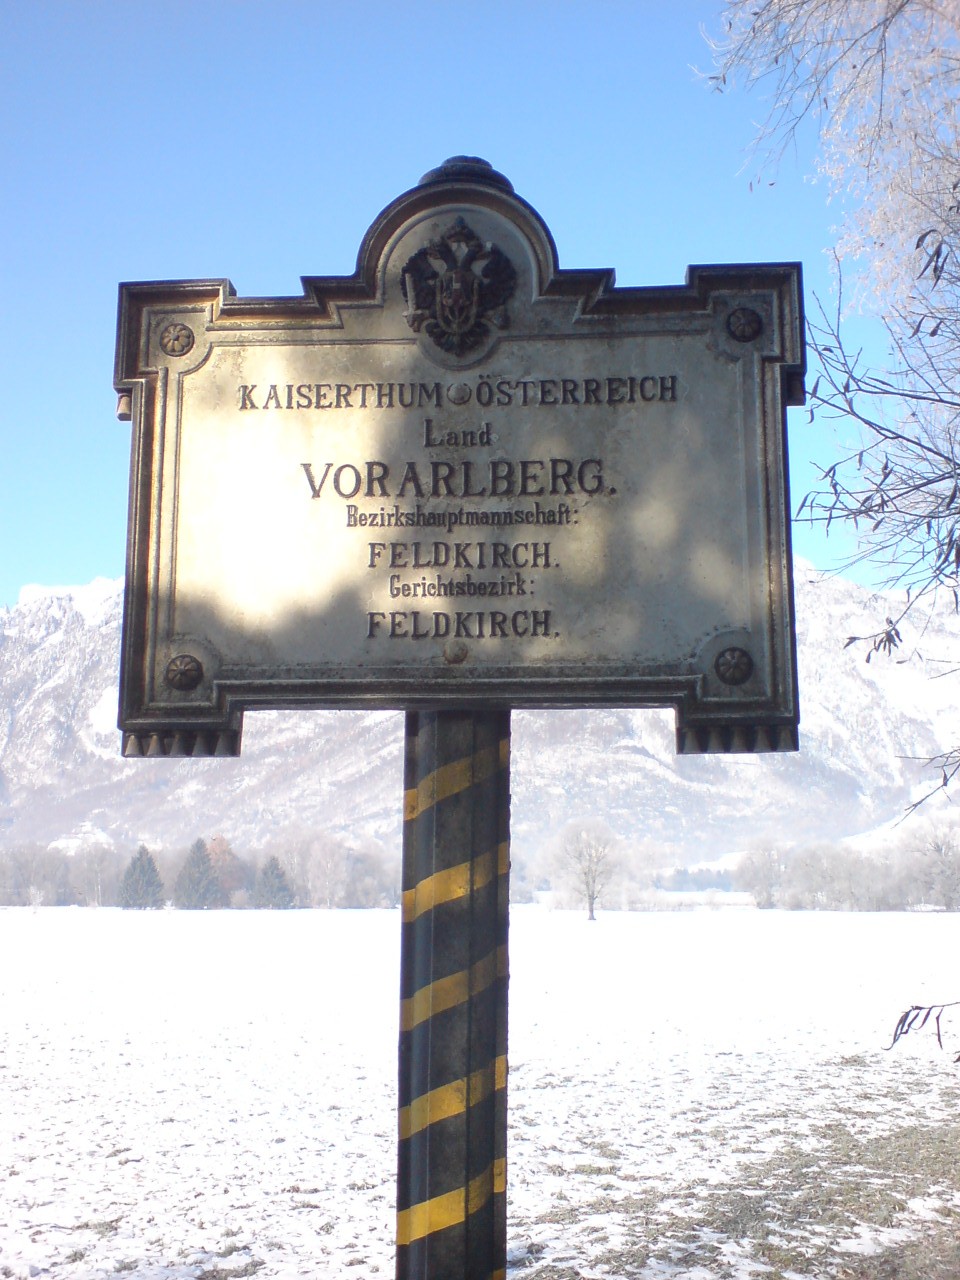 KAISERTHUM ÖSTERREICH
Land
VORARLBERG.
Bezirkshauptmannschaft:
FELDKIRCH.
Gerichtsbezirk:
FELDKIRCH.